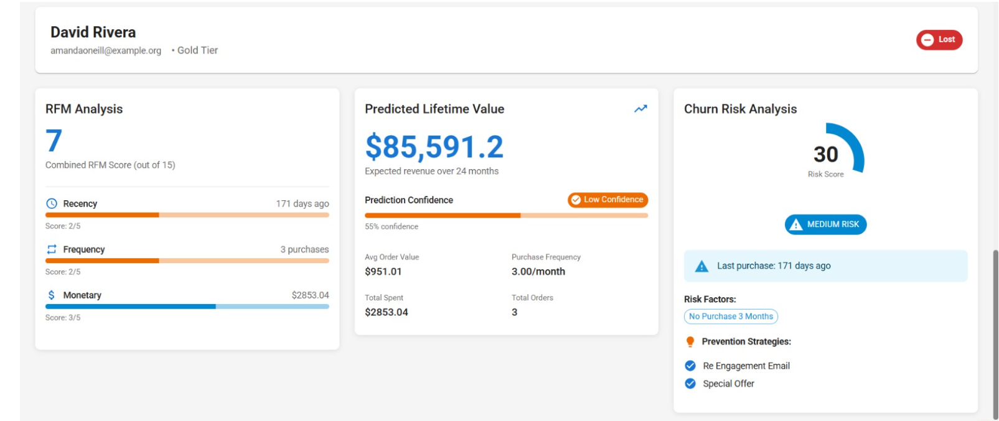 David Rivera
amandaoneill@example.org • Gold Tier
Lost
RFM Analysis
7
Combined RFM Score (out of 15)
Recency 171 days ago
Score: 2/5
Frequency 3 purchases
Score: 2/5
Monetary $2853.04
Score: 3/5
Predicted Lifetime Value
$85,591.2
Expected revenue over 24 months
Prediction Confidence Low Confidence
55% confidence
Avg Order Value Purchase Frequency
$951.01 3.00/month
Total Spent Total Orders
$2853.04 3
Churn Risk Analysis
30
Risk Score
MEDIUM RISK
Last purchase: 171 days ago
Risk Factors:
No Purchase 3 Months
Prevention Strategies:
Re Engagement Email
Special Offer